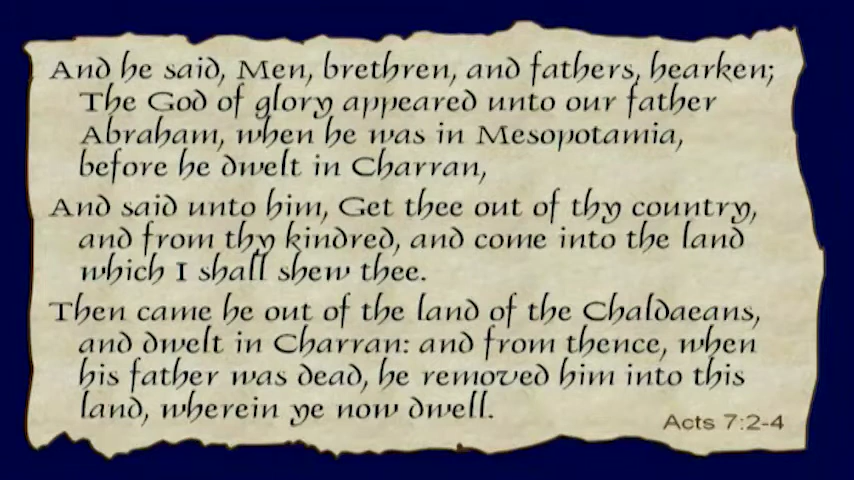 And he said, Men, brethren, and fathers, hearken;
The God of glory appeared unto our father
Abraham, when he was in Mesopotamia,
before he dwelt in Charran,
And said unto him, Get thee out of thy country,
and from thy kindred, and come into the land
which I shall shew thee.
Then came he out of the land of the Chaldaeans,
and dwelt in Charran: and from thence, when
his father was dead, he removed him into this
land, wherein ye now dwell.
Acts 7:2-4